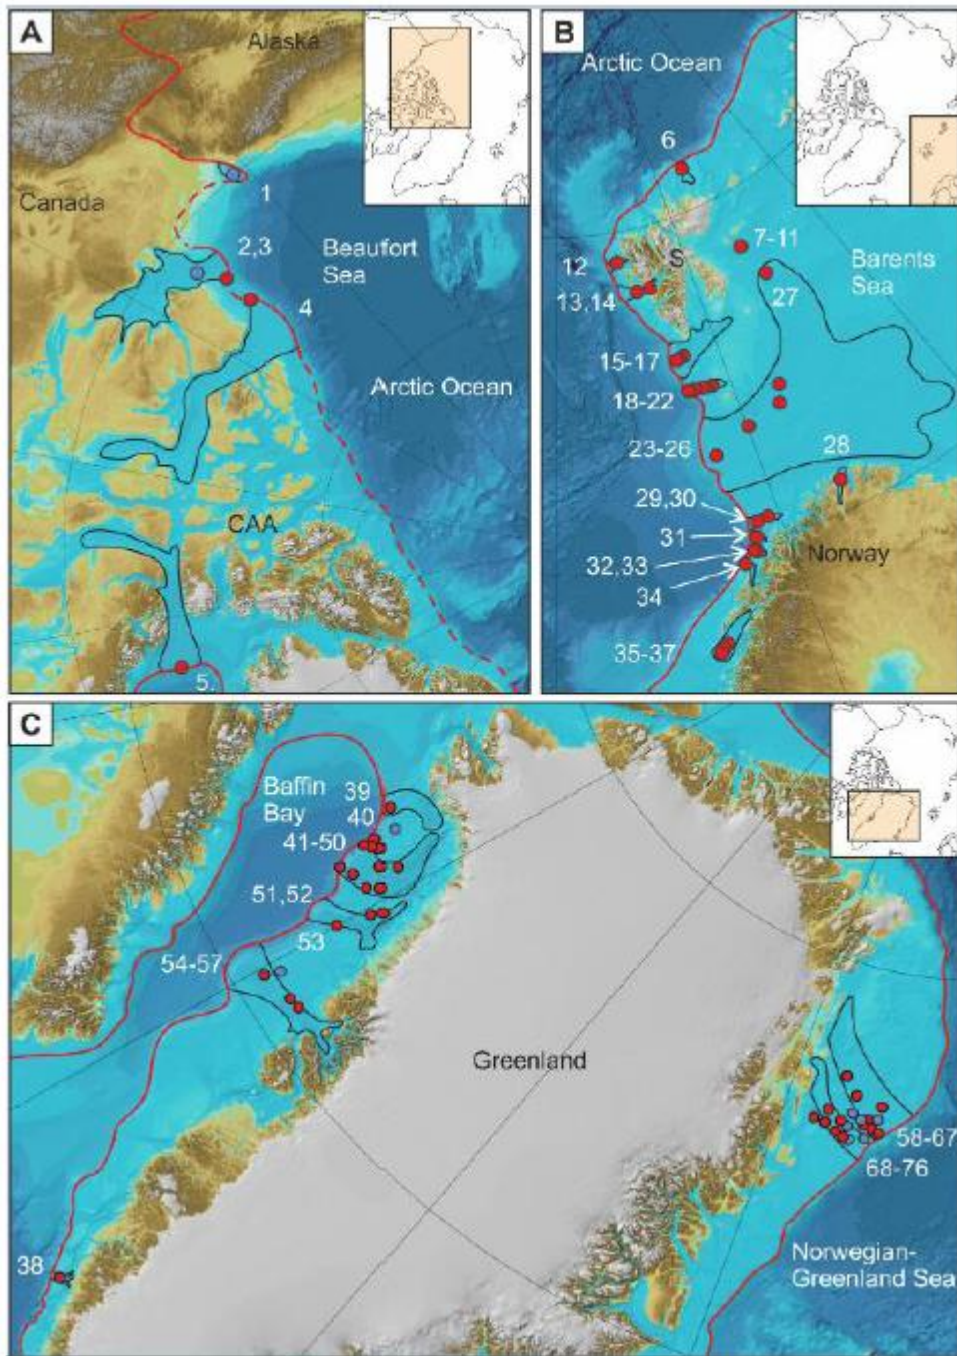 A
Alaska
Canada
1
2,3
Beaufort
Sea
4
Arctic Ocean
CAA
5
B
Arctic Ocean
6
7-11
S
12
Barents
Sea
13,14
27
15-17
18-22
23-26
28
29,30
31
Norway
32,33
34
35-37
C
Baffin
Bay
39
40
41-50
51,52
53
54-57
Greenland
58-67
68-76
38
Norwegian-
Greenland Sea